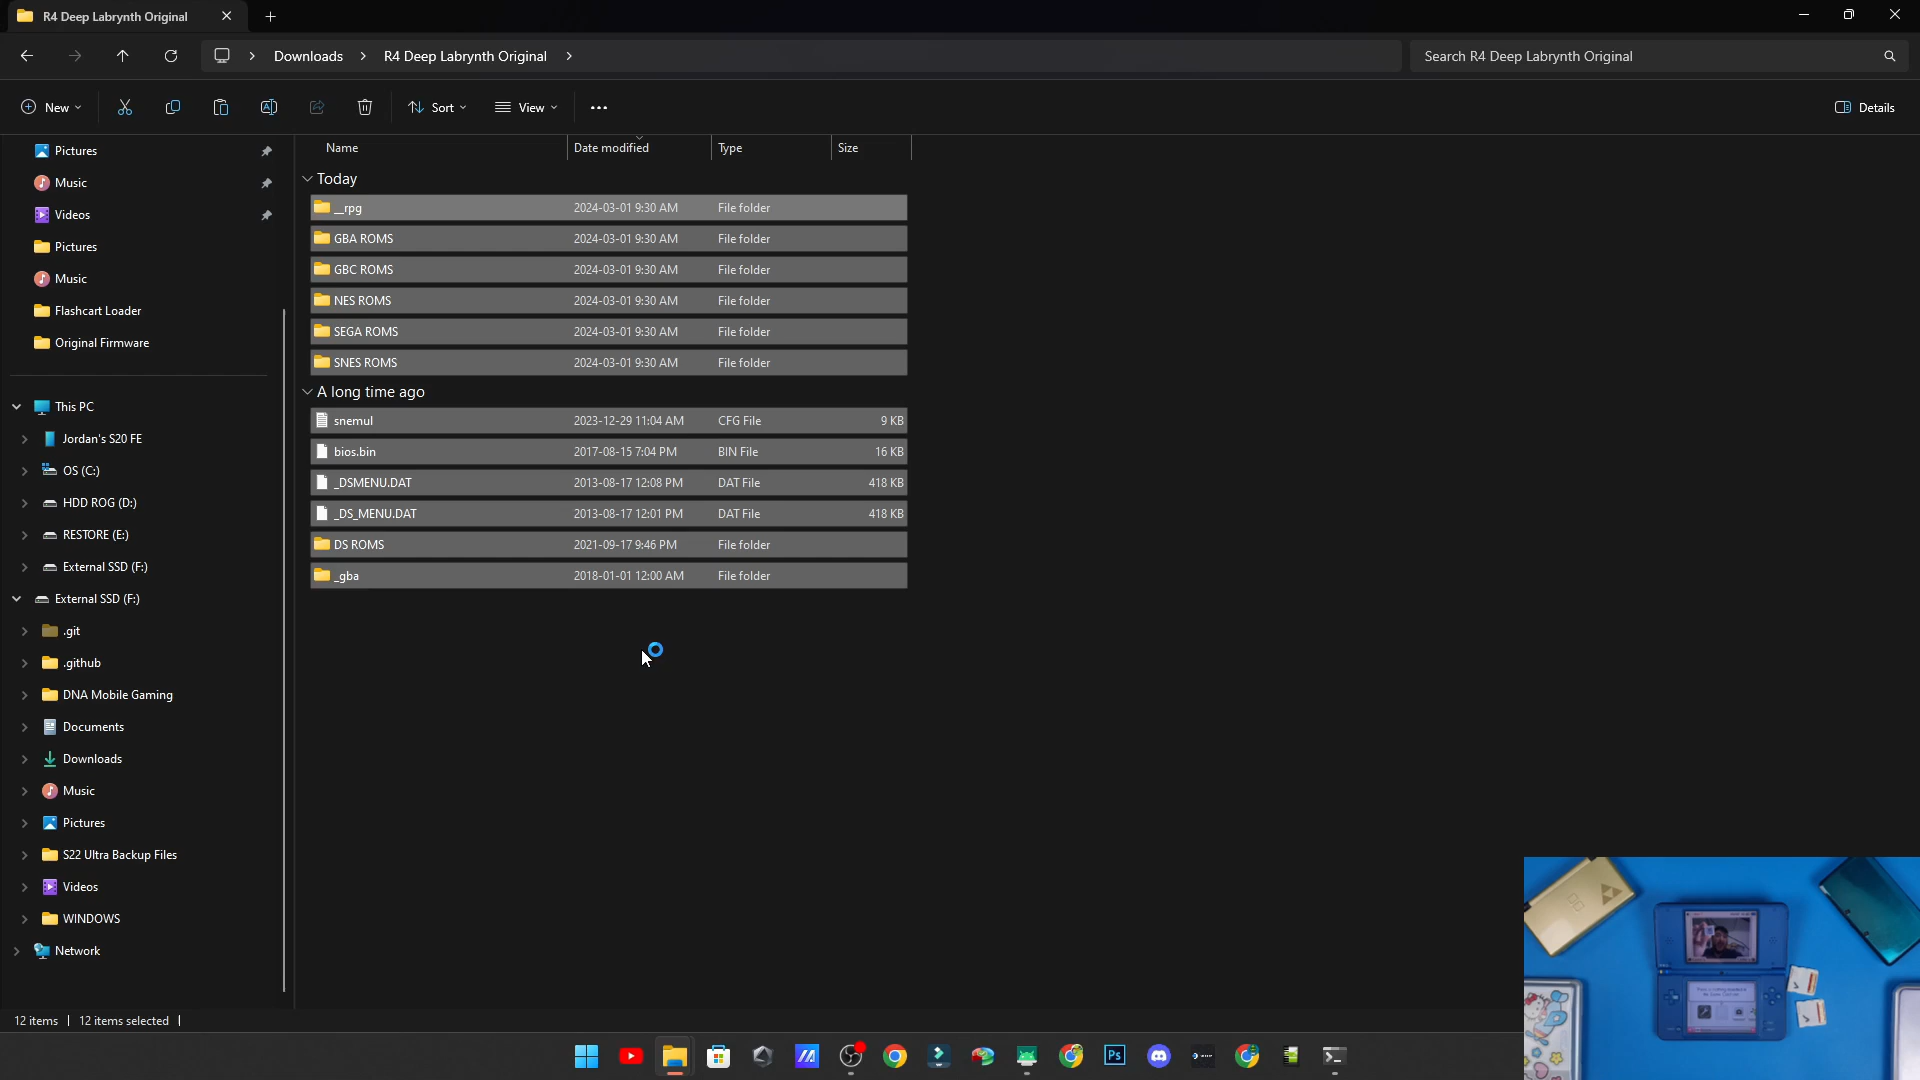 R4 Deep Labrynth Original
Downloads
R4 Deep Labrynth Original
Search R4 Deep Labrynth Original
New
Sort
View
Details
Name
Date modified
Type
Size
Pictures
Music
Videos
Pictures
Music
Flashcart Loader
Original Firmware
This PC
Jordan's S20 FE
OS (C:)
HDD ROG (D:)
RESTORE (E:)
External SSD (F:)
External SSD (F:)
.git
.github
DNA Mobile Gaming
Documents
Downloads
Music
Pictures
S22 Ultra Backup Files
Videos
WINDOWS
Network
Today
__rpg 2024-03-01 9:30 AM File folder
GBA ROMS 2024-03-01 9:30 AM File folder
GBC ROMS 2024-03-01 9:30 AM File folder
NES ROMS 2024-03-01 9:30 AM File folder
SEGA ROMS 2024-03-01 9:30 AM File folder
SNES ROMS 2024-03-01 9:30 AM File folder
A long time ago
snemul 2023-12-29 11:04 AM CFG File 9 KB
bios.bin 2017-08-15 7:04 PM BIN File 16 KB
_DSMENU.DAT 2013-08-17 12:08 PM DAT File 418 KB
_DS_MENU.DAT 2013-08-17 12:01 PM DAT File 418 KB
DS ROMS 2021-09-17 9:46 PM File folder
_gba 2018-01-01 12:00 AM File folder
12 items 12 items selected
Ps